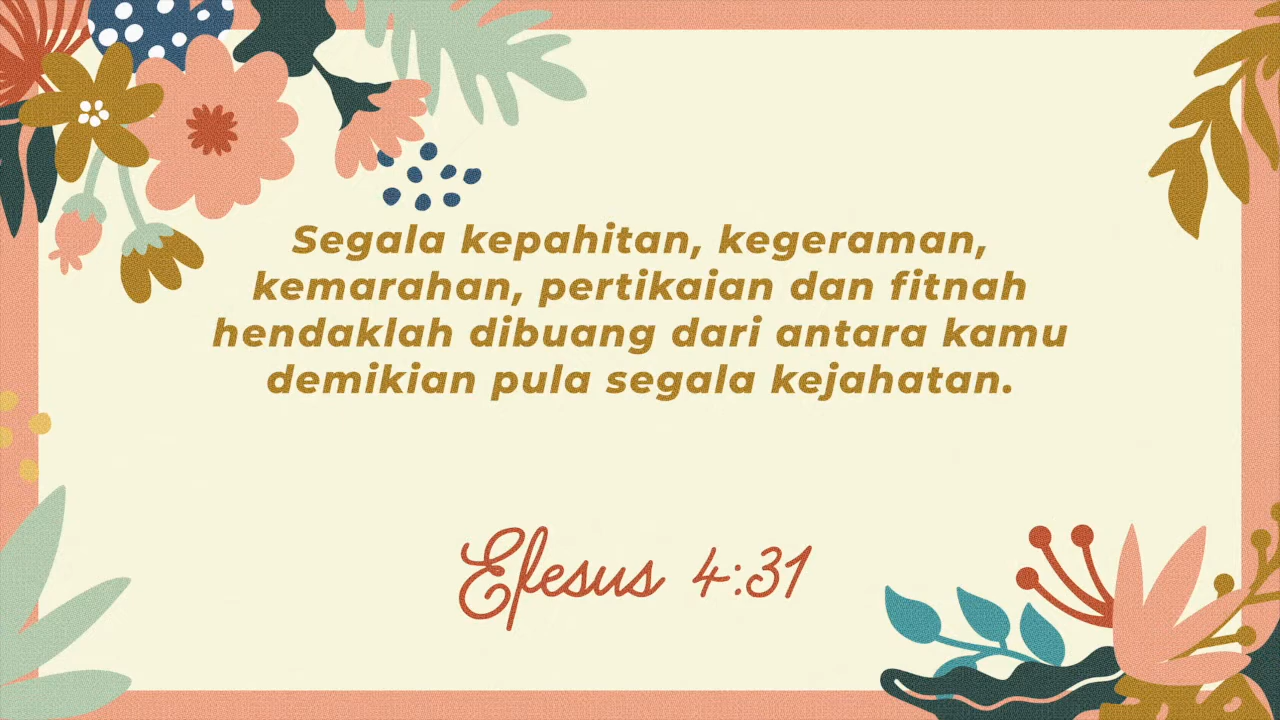 Segala kepahitan, kegeraman,
kemarahan, pertikaian dan fitnah
hendaklah dibuang dari antara kamu
demikian pula segala kejahatan.
Efesus 4:31